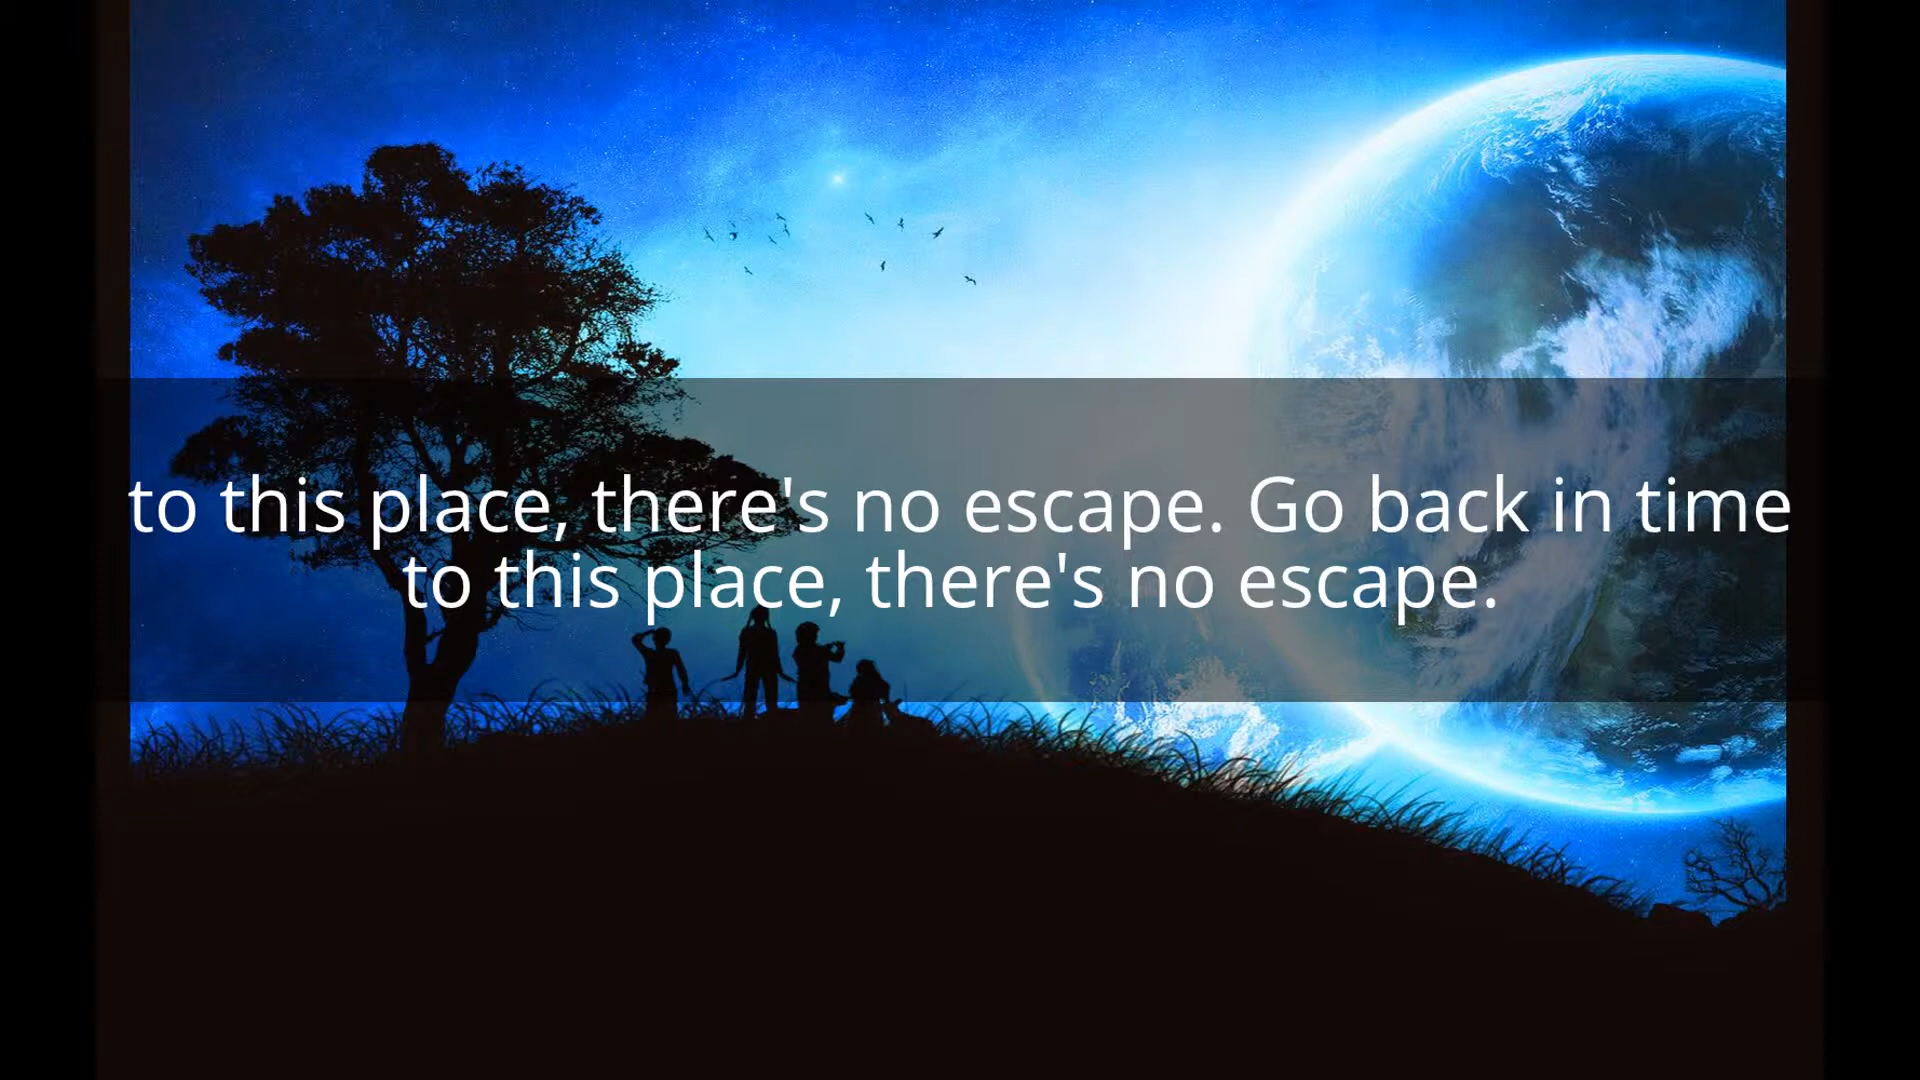 to this place, there's no escape. Go back in time
to this place, there's no escape.